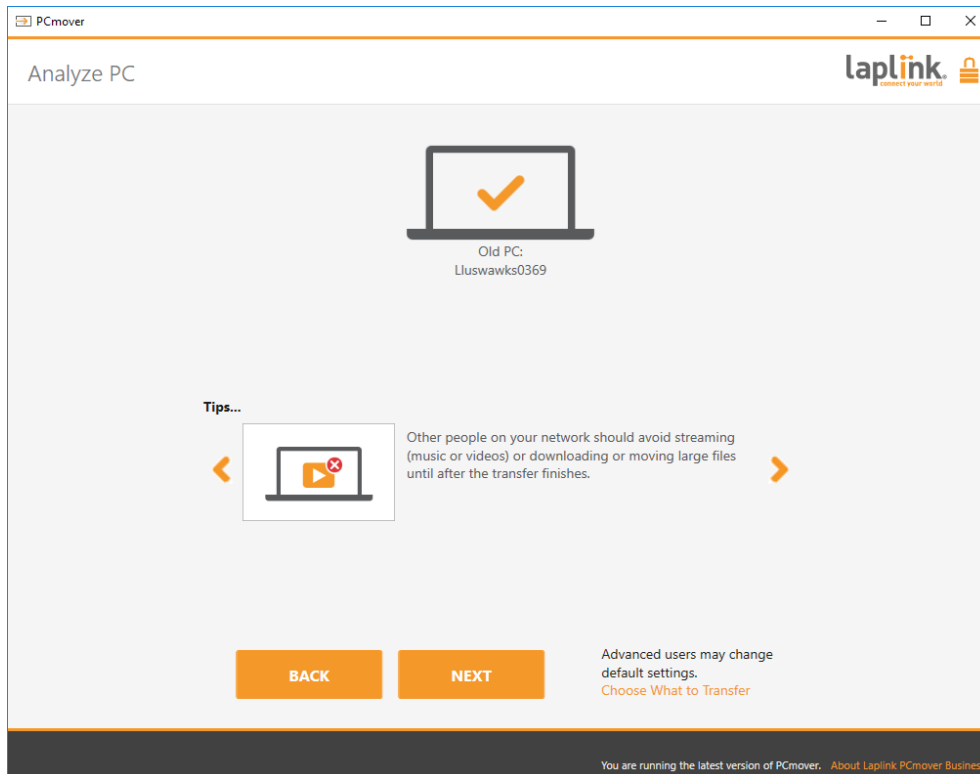 PCmover
Analyze PC
laplink.
connect your world
Old PC:
Lluswawks0369
Tips...
Other people on your network should avoid streaming
(music or videos) or downloading or moving large files
until after the transfer finishes.
BACK
NEXT
Advanced users may change
default settings.
Choose What to Transfer
You are running the latest version of PCmover. About Laplink PCmover Busines